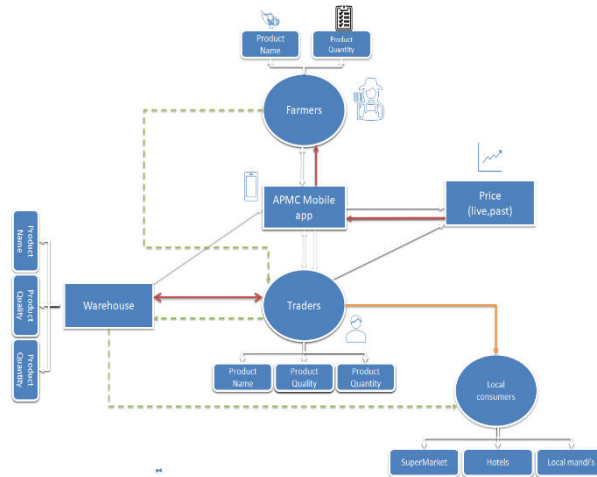 Product
Name
Product
Quantity
Farmers
APMC Mobile
app
Price
(live,past)
Product
Name
Product
Quality
Product
Quantity
Warehouse
Traders
Product
Name
Product
Quality
Product
Quantity
Local
consumers
SuperMarket
Hotels
Local mandi's